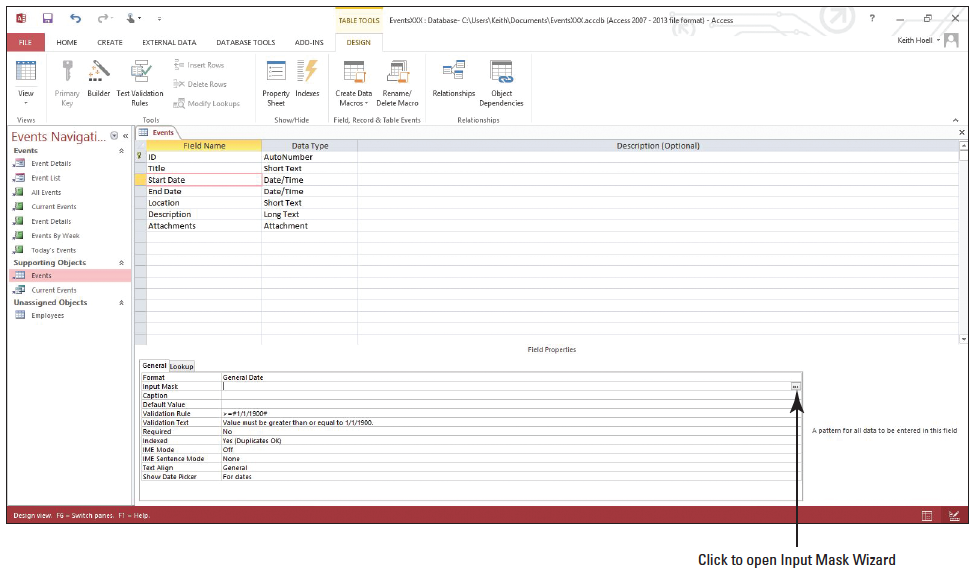 TABLE TOOLS EventsXXX : Database- C:\Users\Keith\Documents\EventsXXX.accdb (Access 2007 - 2013 file format) - Access ?
FILE HOME CREATE EXTERNAL DATA DATABASE TOOLS ADD-INS DESIGN Keith Hoell
View Primary Key Builder Test Validation Rules Insert Rows Delete Rows Modify Lookups Property Sheet Indexes Create Data Macros Rename/ Delete Macro Relationships Object Dependencies
Views Tools Show/Hide Field, Record & Table Events Relationships
Events Navigati... «
Events
Event Details
Event List
All Events
Current Events
Event Details
Events By Week
Today's Events
Supporting Objects
Events
Current Events
Unassigned Objects
Employees
Events
Field Name Data Type Description (Optional)
ID AutoNumber
Title Short Text
Start Date Date/Time
End Date Date/Time
Location Short Text
Description Long Text
Attachments Attachment
Field Properties
General Lookup
Format General Date
Input Mask ...
Caption
Default Value
Validation Rule >=#1/1/1900#
Validation Text Value must be greater than or equal to 1/1/1900.
Required No
Indexed Yes (Duplicates OK)
IME Mode Off
IME Sentence Mode None
Text Align General
Show Date Picker For dates
A pattern for all data to be entered in this field
Design view. F6 = Switch panes. F1 = Help.
Click to open Input Mask Wizard